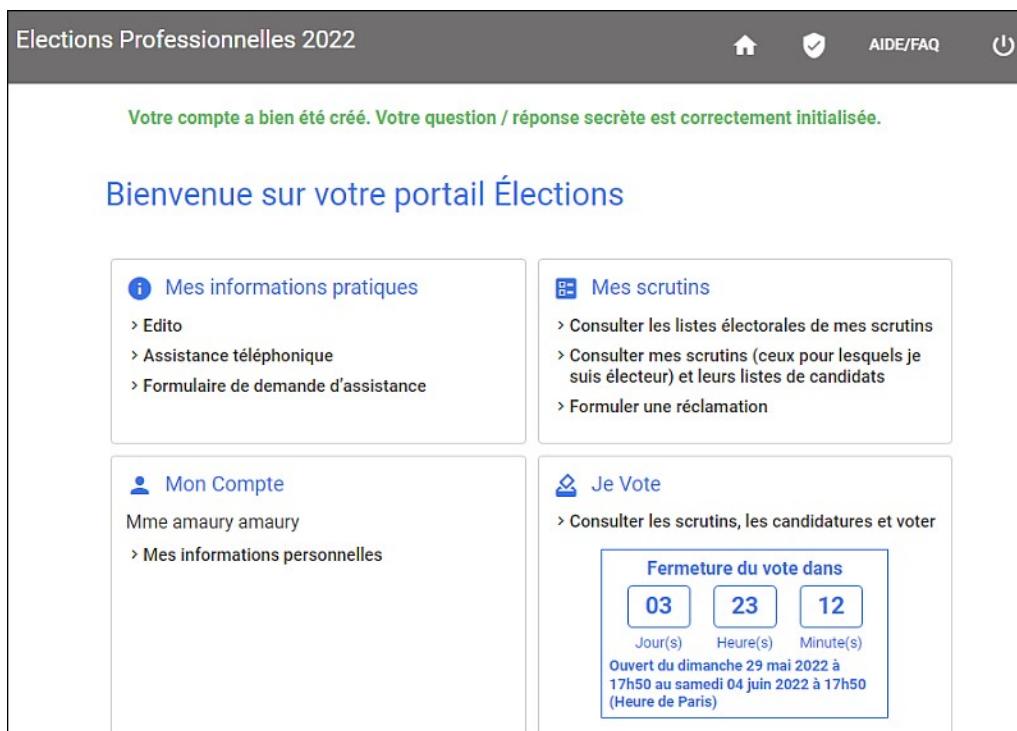 Elections Professionnelles 2022
AIDE/FAQ
Votre compte a bien été créé. Votre question / réponse secrète est correctement initialisée.
Bienvenue sur votre portail Élections
Mes informations pratiques
> Edito
> Assistance téléphonique
> Formulaire de demande d'assistance
Mes scrutins
> Consulter les listes électorales de mes scrutins
> Consulter mes scrutins (ceux pour lesquels je
suis électeur) et leurs listes de candidats
> Formuler une réclamation
Mon Compte
Mme amaury amaury
> Mes informations personnelles
Je Vote
> Consulter les scrutins, les candidatures et voter
Fermeture du vote dans
03 23 12
Jour(s) Heure(s) Minute(s)
Ouvert du dimanche 29 mai 2022 à
17h50 au samedi 04 juin 2022 à 17h50
(Heure de Paris)